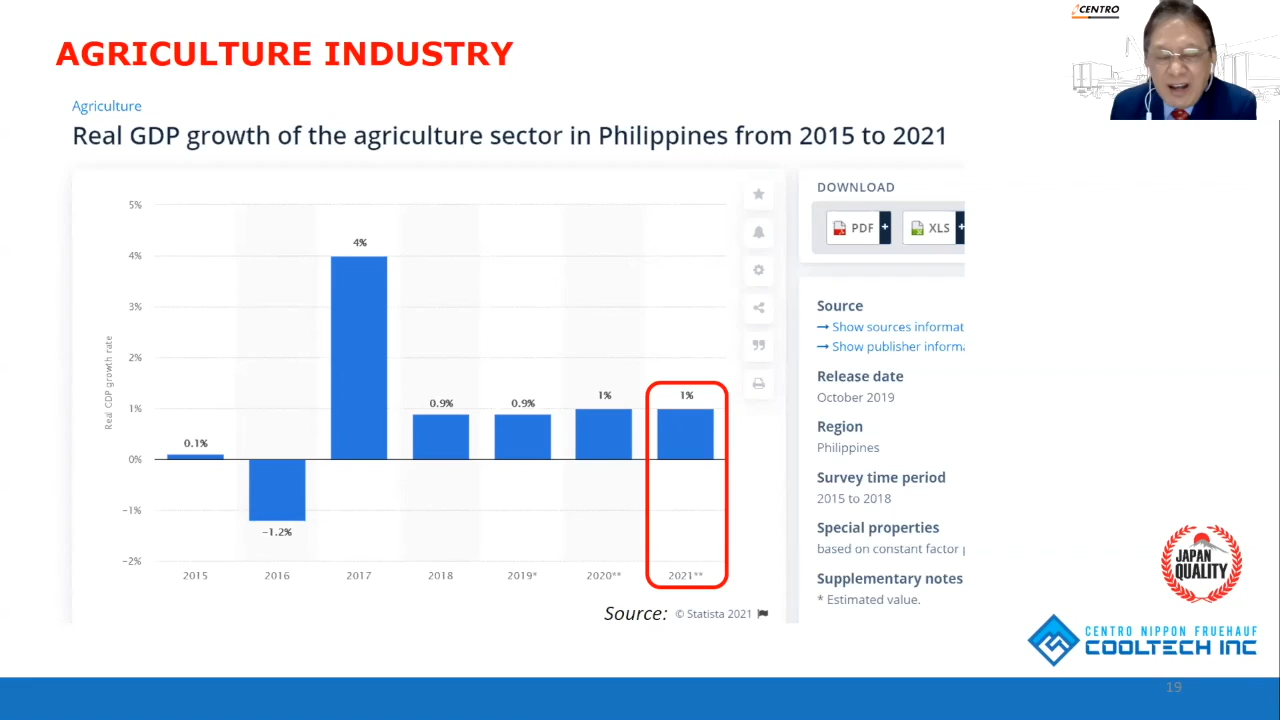 CENTRO
AGRICULTURE INDUSTRY
Agriculture
Real GDP growth of the agriculture sector in Philippines from 2015 to 2021
5%
4%
3%
2%
1%
0%
−1%
−2%
Real GDP growth rate
0.1%
−1.2%
4%
0.9%
0.9%
1%
1%
2015
2016
2017
2018
2019*
2020**
2021**
Source: © Statista 2021
DOWNLOAD
PDF +
XLS +
Source
→ Show sources informat
→ Show publisher informa
Release date
October 2019
Region
Philippines
Survey time period
2015 to 2018
Special properties
based on constant factor p
Supplementary notes
* Estimated value.
JAPAN
QUALITY
CENTRO NIPPON FRUEHAUF
COOLTECH INC
19